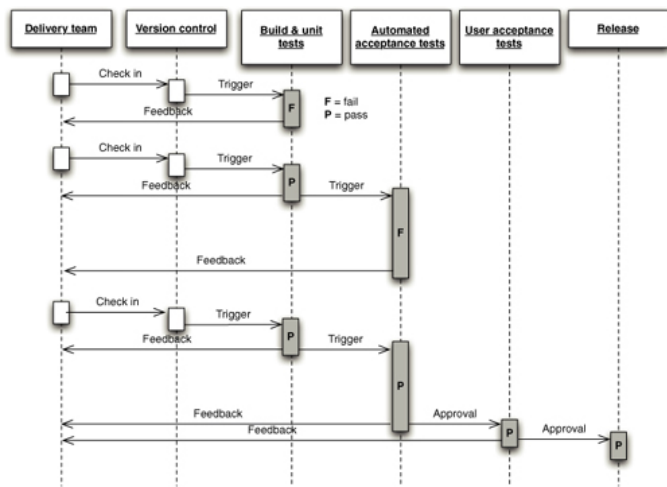 Delivery team
Version control
Build & unit
tests
Automated
acceptance tests
User acceptance
tests
Release
Check in
Trigger
Feedback
F
F = fail
P = pass
Check in
Trigger
Feedback
P
Trigger
F
Feedback
Check in
Trigger
Feedback
P
Trigger
P
Feedback
Approval
Feedback
P
Approval
P